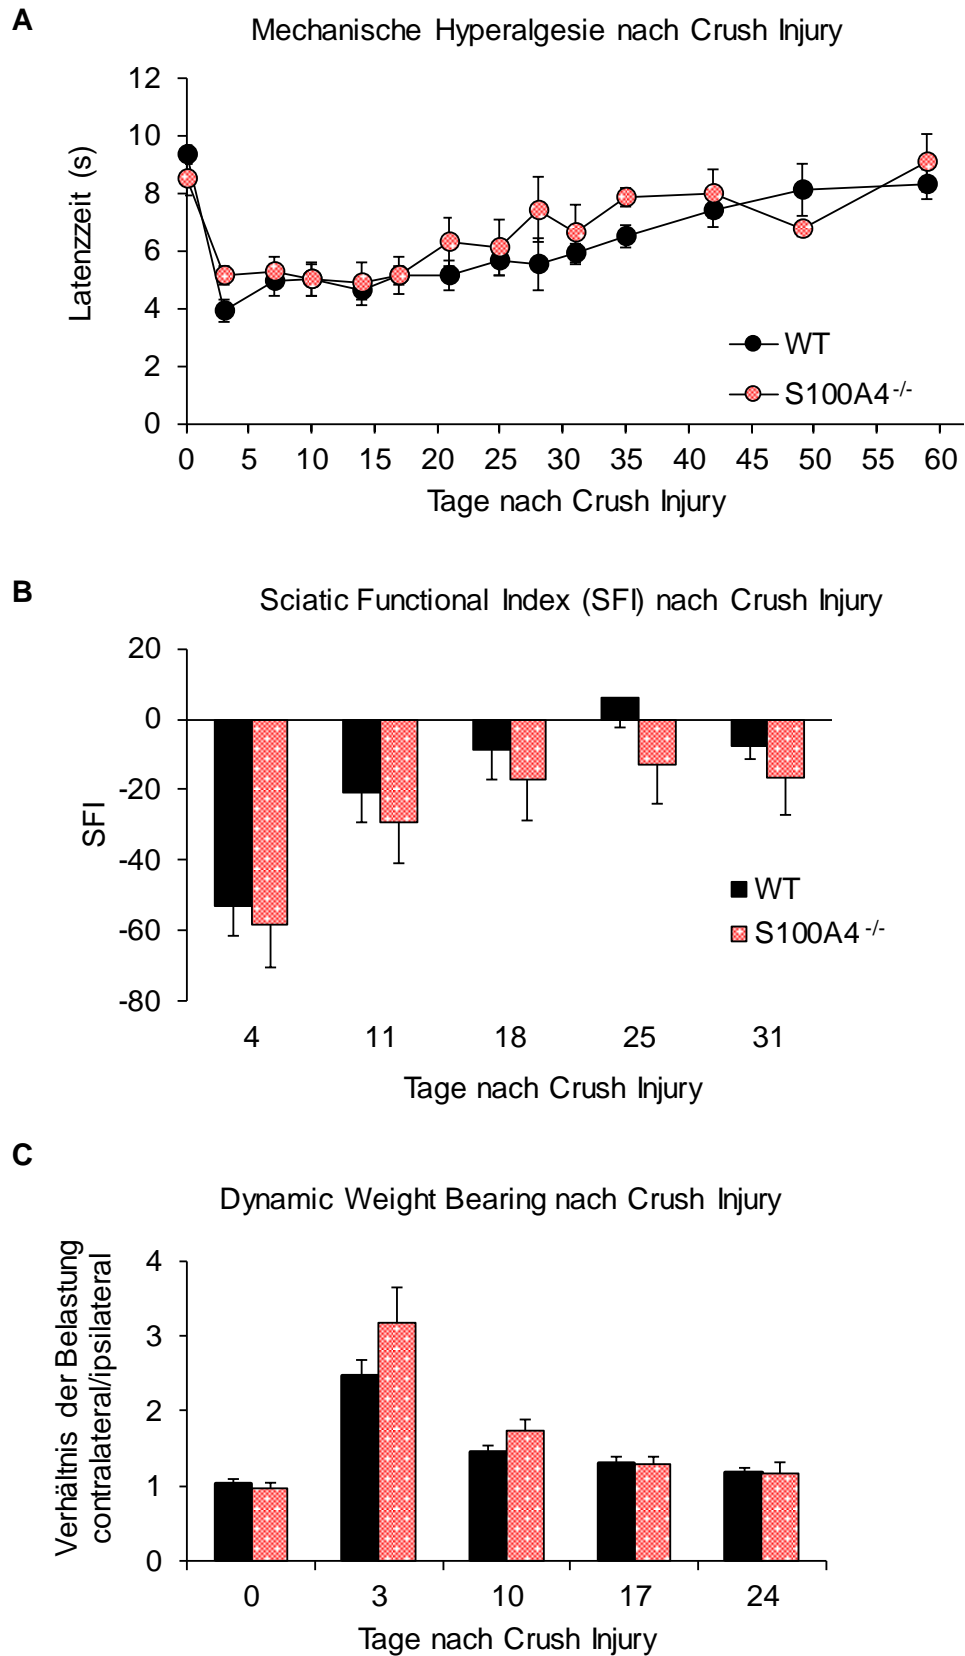 A
Mechanische Hyperalgesie nach Crush Injury
12
10
8
6
4
2
0
Latenzzeit (s)
WT
S100A4 -/-
0 5 10 15 20 25 30 35 40 45 50 55 60
Tage nach Crush Injury
B
Sciatic Functional Index (SFI) nach Crush Injury
20
0
-20
-40
-60
-80
SFI
WT
S100A4 -/-
4 11 18 25 31
Tage nach Crush Injury
C
Dynamic Weight Bearing nach Crush Injury
Verhältnis der Belastung
contralateral/ipsilateral
4
3
2
1
0
0 3 10 17 24
Tage nach Crush Injury